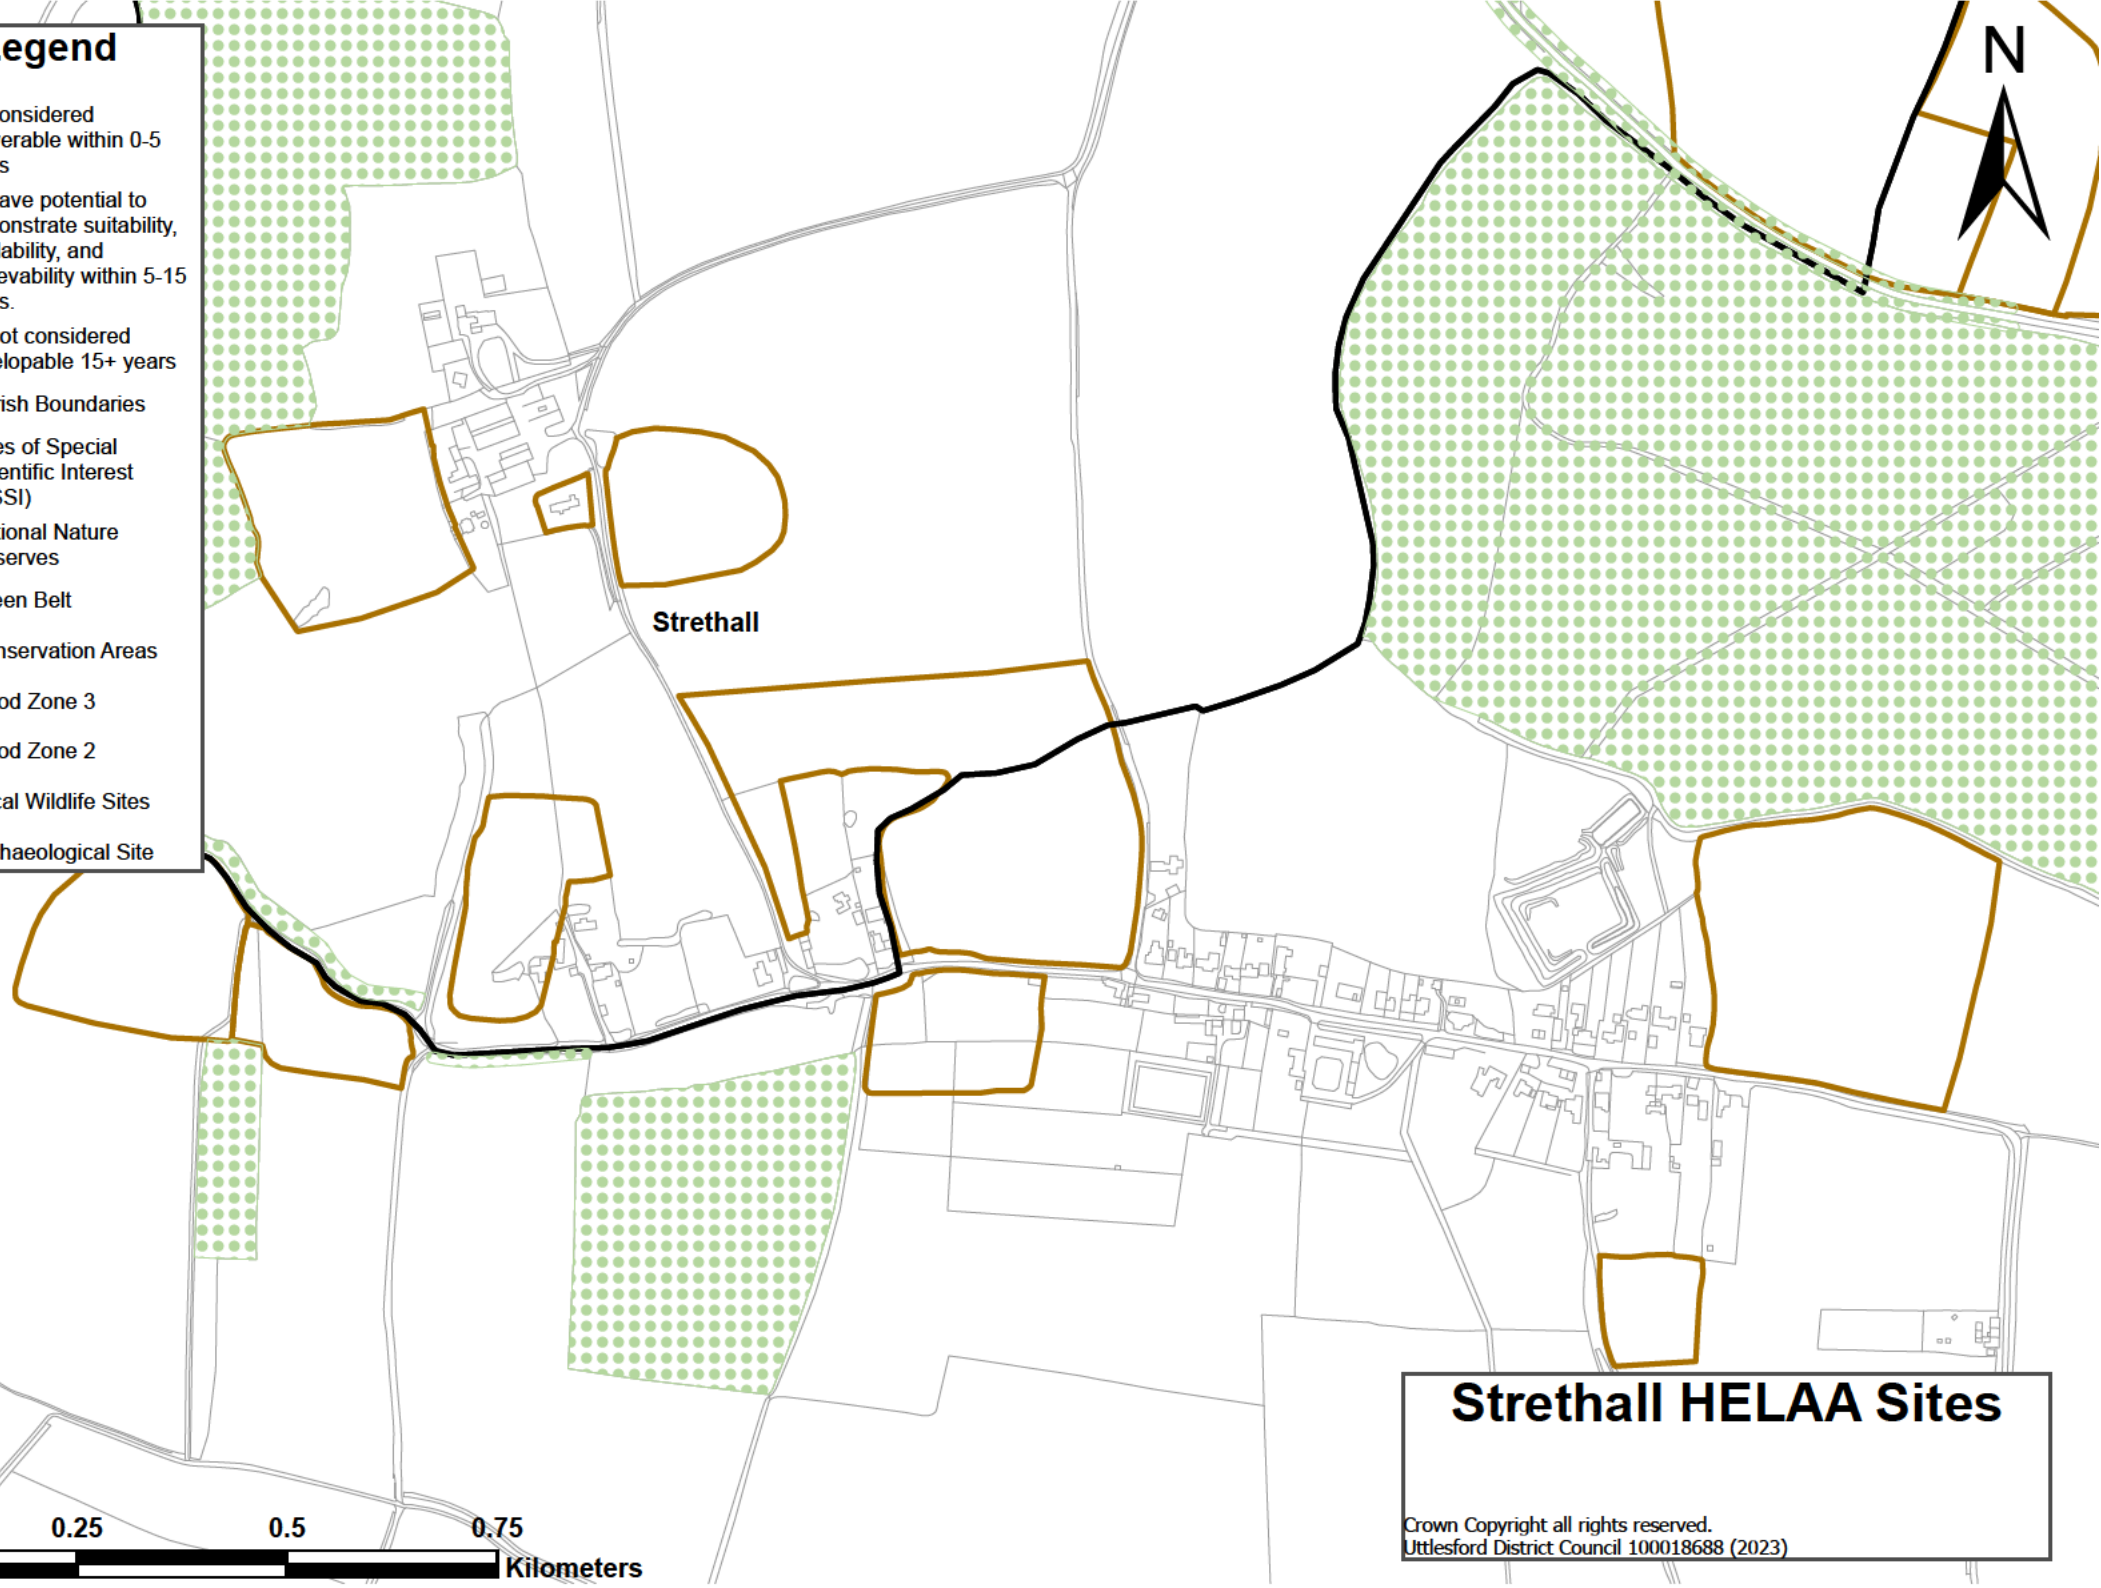 Legend
onsidered
erable within 0-5
s
ave potential to
onstrate suitability,
lability, and
evability within 5-15
s.
ot considered
elopable 15+ years
ish Boundaries
es of Special
entific Interest
SSI)
tional Nature
serves
een Belt
nservation Areas
od Zone 3
od Zone 2
cal Wildlife Sites
haeological Site
N
Strethall
Strethall HELAA Sites
Crown Copyright all rights reserved.
Uttlesford District Council 100018688 (2023)
0.25 0.5 0.75
Kilometers